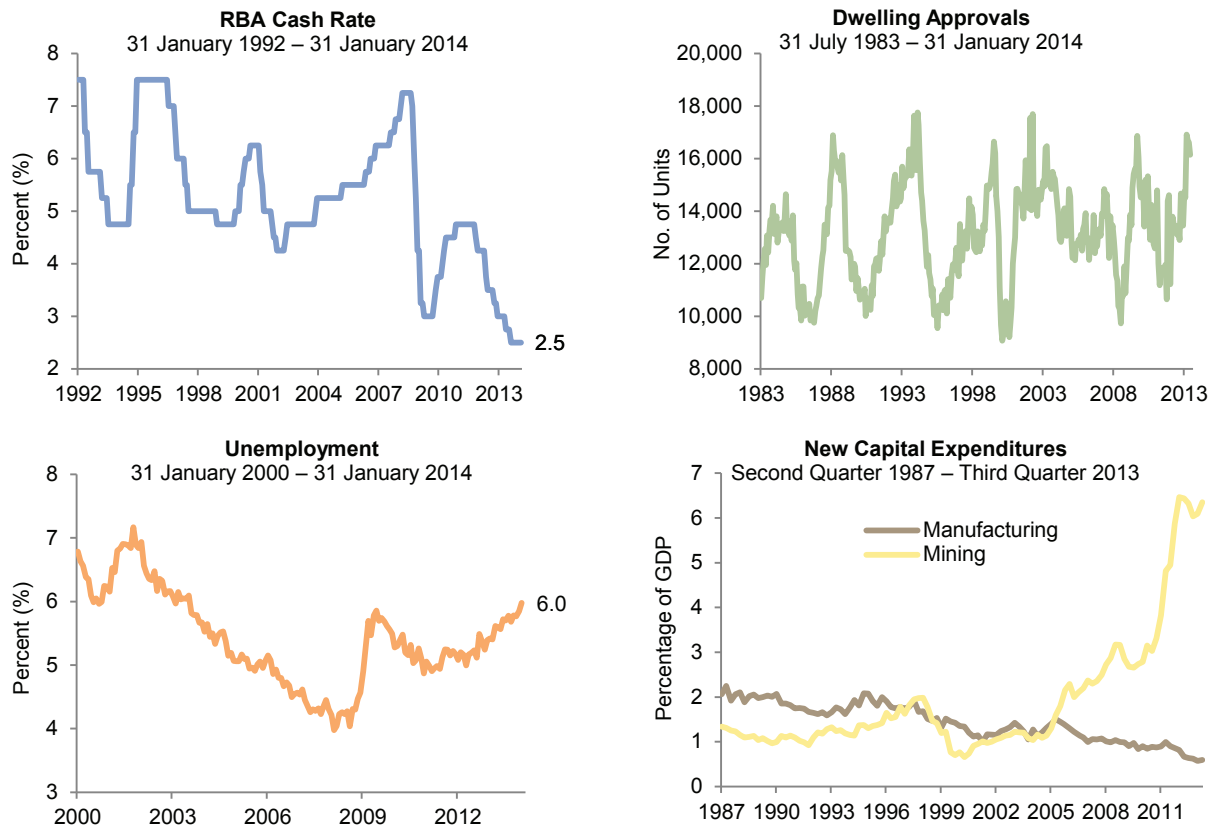 RBA Cash Rate
31 January 1992 – 31 January 2014
Percent (%)
8
7
6
5
4
3
2
2.5
1992 1995 1998 2001 2004 2007 2010 2013
Dwelling Approvals
31 July 1983 – 31 January 2014
No. of Units
20,000
18,000
16,000
14,000
12,000
10,000
8,000
1983 1988 1993 1998 2003 2008 2013
Unemployment
31 January 2000 – 31 January 2014
Percent (%)
8
7
6
5
4
3
6.0
2000 2003 2006 2009 2012
New Capital Expenditures
Second Quarter 1987 – Third Quarter 2013
Percentage of GDP
7
6
5
4
3
2
1
0
Manufacturing
Mining
1987 1990 1993 1996 1999 2002 2005 2008 2011